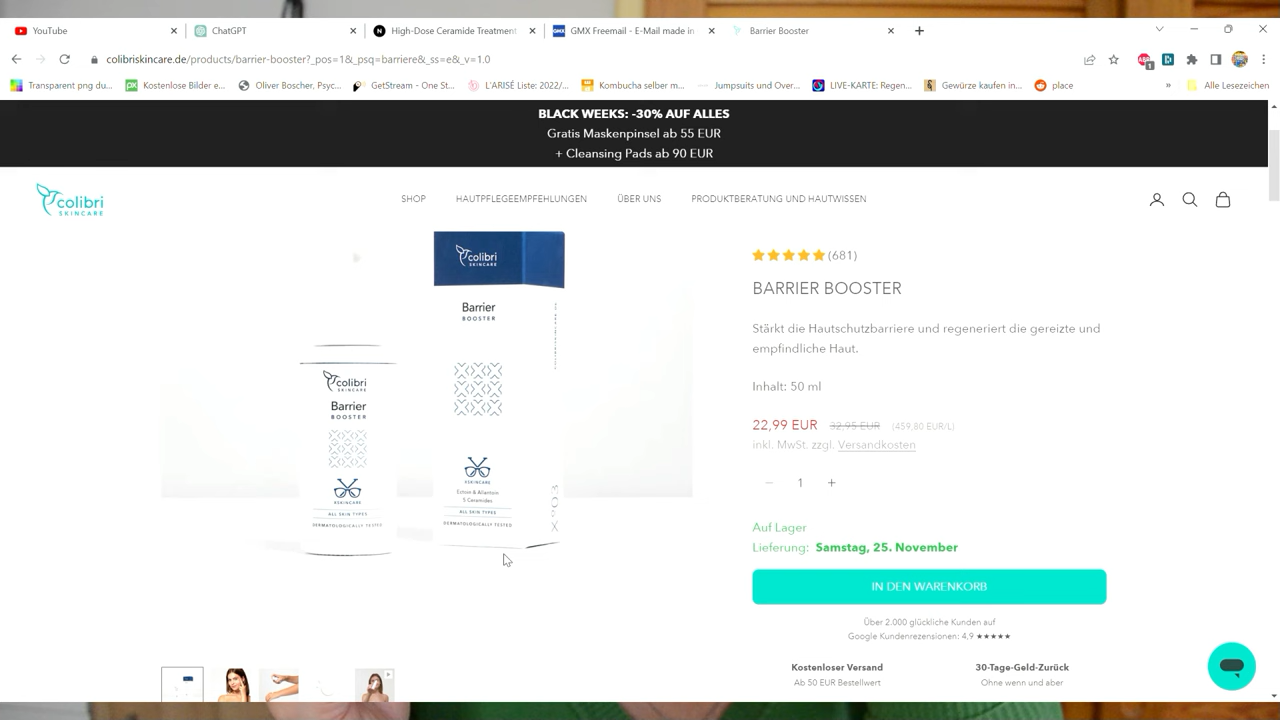 YouTube
ChatGPT
High-Dose Ceramide Treatment
GMX Freemail - E-Mail made in
Barrier Booster
colibriskincare.de/products/barrier-booster?_pos=1&_psq=barriere&_ss=e&_v=1.0
Transparent png du...
Kostenlose Bilder e...
Oliver Boscher, Psyc...
GetStream - One St...
L'ARISÉ Liste: 2022/...
Kombucha selber m...
Jumpsuits und Over...
LIVE-KARTE: Regen...
Gewürze kaufen in...
place
»
Alle Lesezeichen
BLACK WEEKS: -30% AUF ALLES
Gratis Maskenpinsel ab 55 EUR
+ Cleansing Pads ab 90 EUR
colibri
SKINCARE
SHOP
HAUTPFLEGEEMPFEHLUNGEN
ÜBER UNS
PRODUKTBERATUNG UND HAUTWISSEN
colibri
SKINCARE
Barrier
BOOSTER
XSKINCARE
Ectoin & Allantoin
5 Ceramides
ALL SKIN TYPES
DERMATOLOGICALLY TESTED
colibri
SKINCARE
Barrier
BOOSTER
XSKINCARE
ALL SKIN TYPES
DERMATOLOGICALLY TESTED
(681)
BARRIER BOOSTER
Stärkt die Hautschutzbarriere und regeneriert die gereizte und
empfindliche Haut.
Inhalt: 50 ml
22,99 EUR 32,95 EUR (459,80 EUR/L)
inkl. MwSt. zzgl. Versandkosten
− 1 +
Auf Lager
Lieferung: Samstag, 25. November
IN DEN WARENKORB
Über 2.000 glückliche Kunden auf
Google Kundenrezensionen: 4,9 ★★★★★
Kostenloser Versand
Ab 50 EUR Bestellwert
30-Tage-Geld-Zurück
Ohne wenn und aber